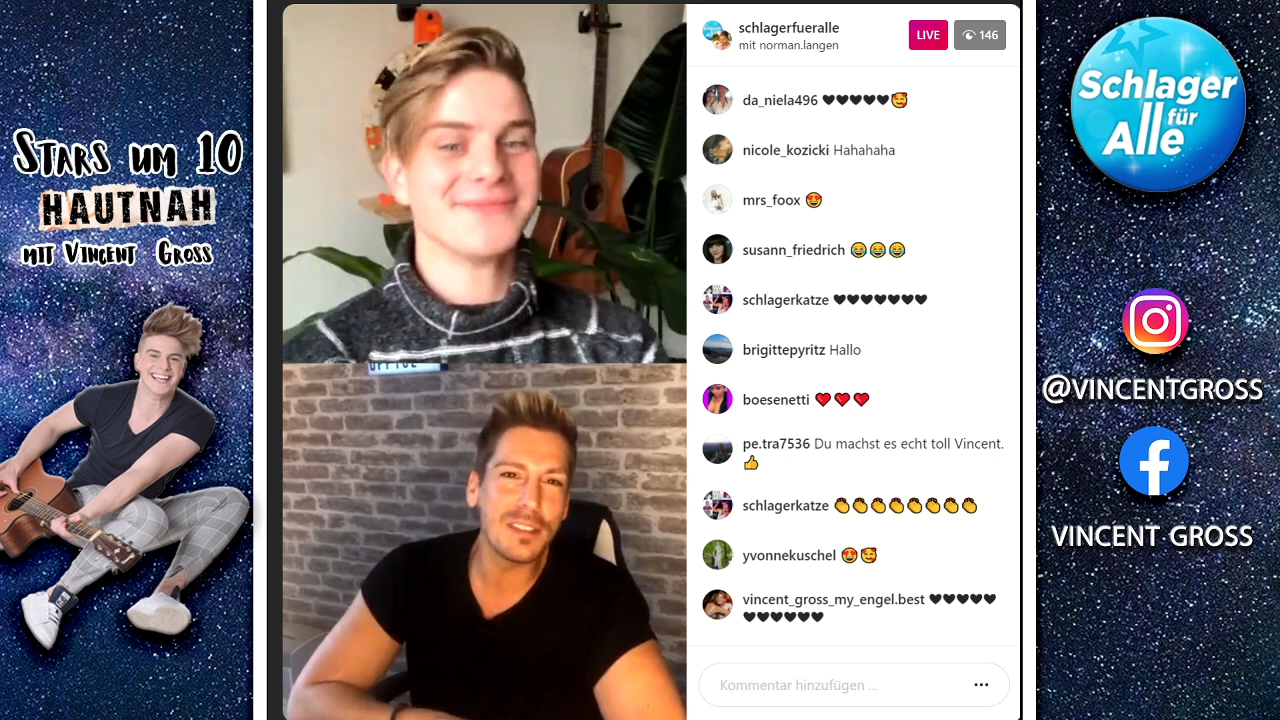 Stars um 10
HAUTNAH
mit Vincent Gross
schlagerfueralle
mit norman.langen
LIVE
146
da_niela496 🖤🖤🖤🖤🖤🥰
nicole_kozicki Hahahaha
mrs_foox 😍
susann_friedrich 😂😂😂
schlagerkatze 🖤🖤🖤🖤🖤🖤🖤
brigittepyritz Hallo
boesenetti ❤️❤️❤️
pe.tra7536 Du machst es echt toll Vincent.
👍
schlagerkatze 👏👏👏👏👏👏👏👏
yvonnekuschel 😍🥰
vincent_gross_my_engel.best 🖤🖤🖤🖤🖤
🖤🖤🖤🖤🖤🖤
Kommentar hinzufügen ...
Schlager
für
Alle
@VINCENTGROSS
VINCENT GROSS